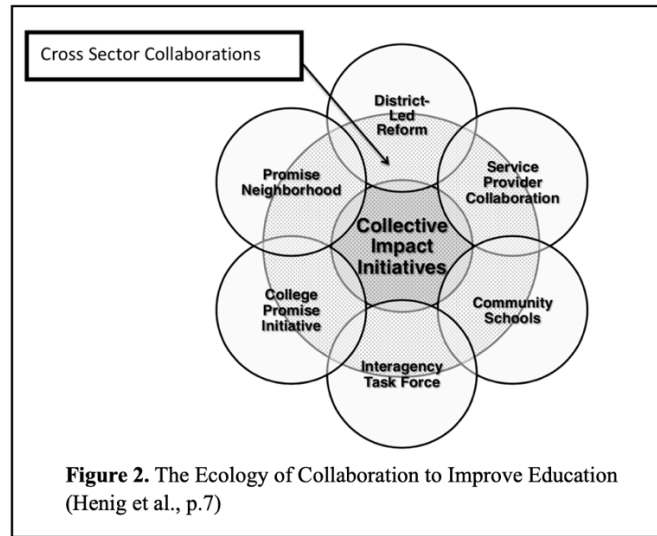 Cross Sector Collaborations
District-
Led
Reform
Promise
Neighborhood
Service
Provider
Collaboration
Collective
Impact
Initiatives
College
Promise
Initiative
Community
Schools
Interagency
Task Force
Figure 2. The Ecology of Collaboration to Improve Education
(Henig et al., p.7)